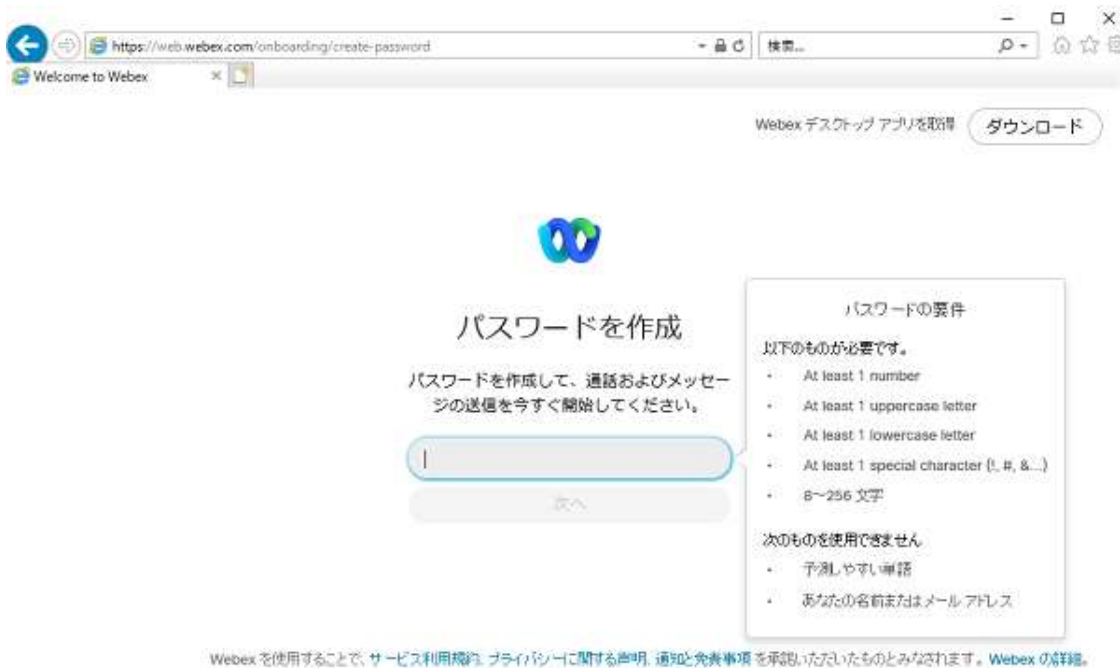 https://web.webex.com/onboarding/create-password
検索...
Welcome to Webex
Webex デスクトップ アプリを取得
ダウンロード
パスワードを作成
パスワードを作成して、通話およびメッセー
ジの送信を今すぐ開始してください。
次へ
パスワードの要件
以下のものが必要です。
• At least 1 number
• At least 1 uppercase letter
• At least 1 lowercase letter
• At least 1 special character (!, #, &...)
• 8～256 文字
次のものを使用できません
• 予測しやすい単語
• あなたの名前またはメール アドレス
Webex を使用することで、サービス利用規約, プライバシーに関する声明, 通知と免責事項 を承認いただいたものとみなされます。Webex の詳細。